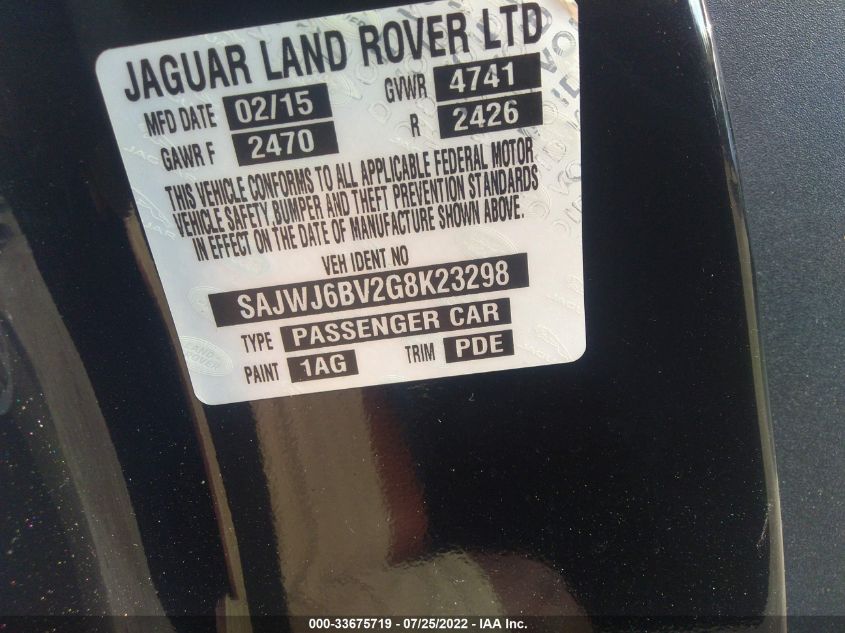 JAGUAR LAND ROVER LTD
MFD DATE 02/15 GVWR 4741
GAWR F 2470 R 2426
THIS VEHICLE CONFORMS TO ALL APPLICABLE FEDERAL MOTOR
VEHICLE SAFETY, BUMPER AND THEFT PREVENTION STANDARDS
IN EFFECT ON THE DATE OF MANUFACTURE SHOWN ABOVE.
VEH IDENT NO
SAJWJ6BV2G8K23298
TYPE PASSENGER CAR
PAINT 1AG TRIM PDE
LAND
ROVER
000-33675719 - 07/25/2022 - IAA Inc.